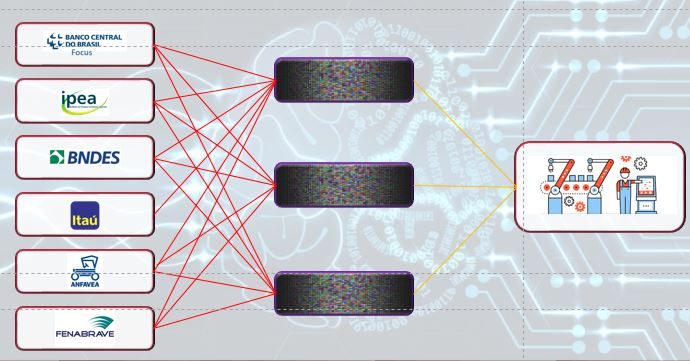 BANCO CENTRAL
DO BRASIL
Focus
ipea
BNDES
Itaú
ANFAVEA
FENABRAVE